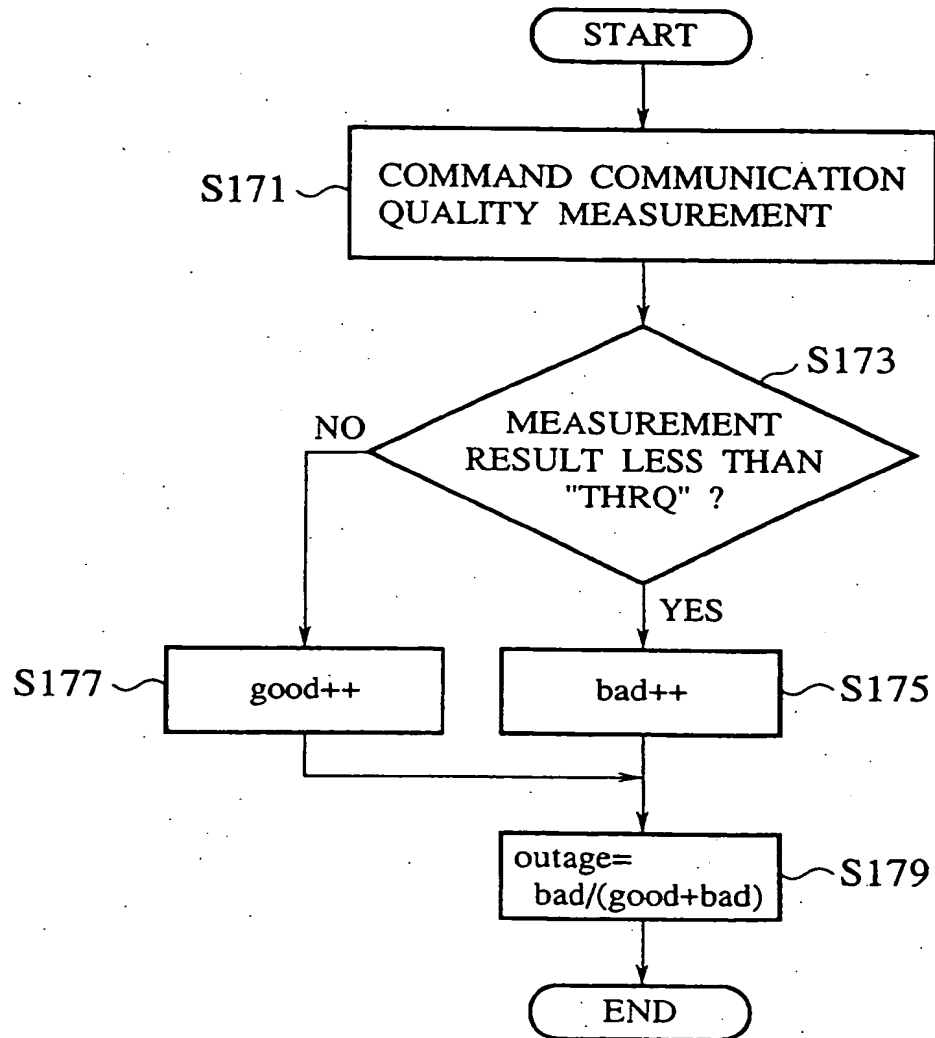 START
S171
COMMAND COMMUNICATION
QUALITY MEASUREMENT
S173
MEASUREMENT
RESULT LESS THAN
"THRQ" ?
NO
YES
S177
good++
bad++
S175
outage=
bad/(good+bad)
S179
END